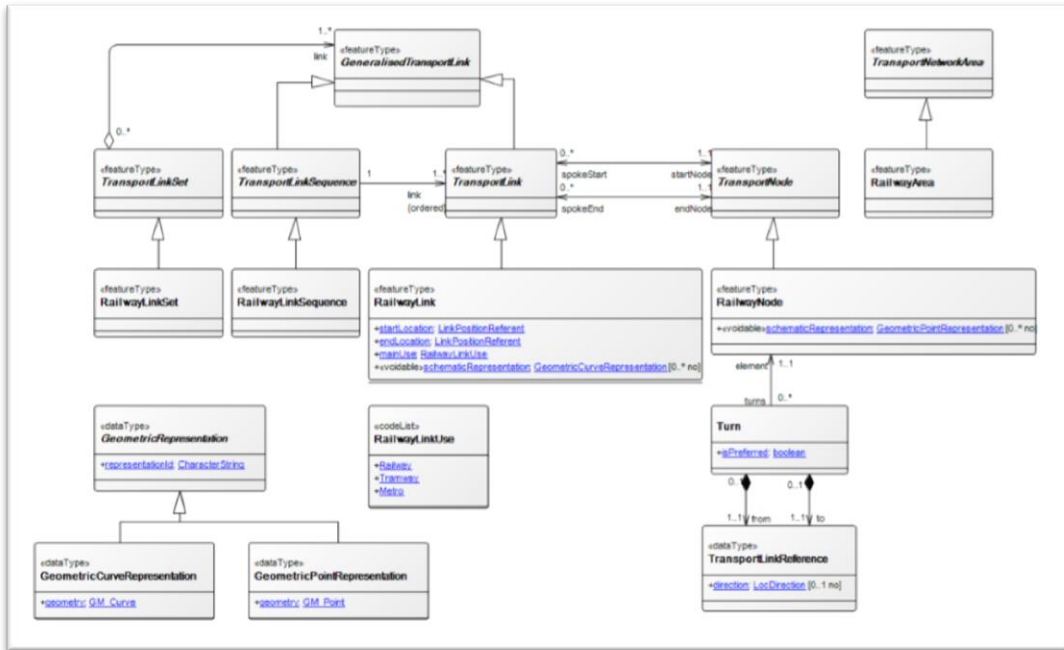 «featureType»
GeneralisedTransportLink
1..*
link
0..*
«featureType»
TransportNetworkArea
«featureType»
TransportLinkSet
«featureType»
TransportLinkSequence
1
1..*
link
{ordered}
«featureType»
TransportLink
0..*
spokeStart
1..1
startNode
0..*
spokeEnd
1..1
endNode
«featureType»
TransportNode
«featureType»
RailwayArea
«featureType»
RailwayLinkSet
«featureType»
RailwayLinkSequence
«featureType»
RailwayLink
+startLocation: LinkPositionReferent
+endLocation: LinkPositionReferent
+mainUse: RailwayLinkUse
+«voidable»schematicRepresentation: GeometricCurveRepresentation [0..* no]
«featureType»
RailwayNode
+«voidable»schematicRepresentation: GeometricPointRepresentation [0..* no]
element
1..1
turns
0..*
«dataType»
GeometricRepresentation
+representationId: CharacterString
«codeList»
RailwayLinkUse
+Railway
+Tramway
+Metro
Turn
+isPreferred: boolean
0..1
0..1
1..1
from
1..1
to
«dataType»
GeometricCurveRepresentation
+geometry: GM_Curve
«dataType»
GeometricPointRepresentation
+geometry: GM_Point
«dataType»
TransportLinkReference
+direction: LocDirection [0..1 no]